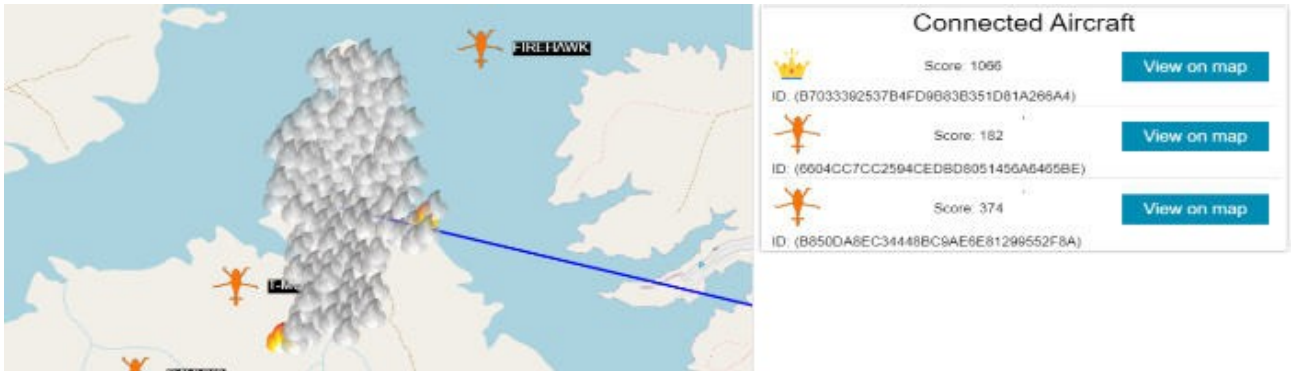 FIREHAWK
Connected Aircraft
Score: 1066
View on map
ID: (B7033392537B4FD9B83B351D81A266A4)
Score: 182
View on map
ID: (6604CC7CC2594CEDBD8051456A6465BE)
Score: 374
View on map
ID: (B850DA8EC34448BC9AE6E81299552F8A)